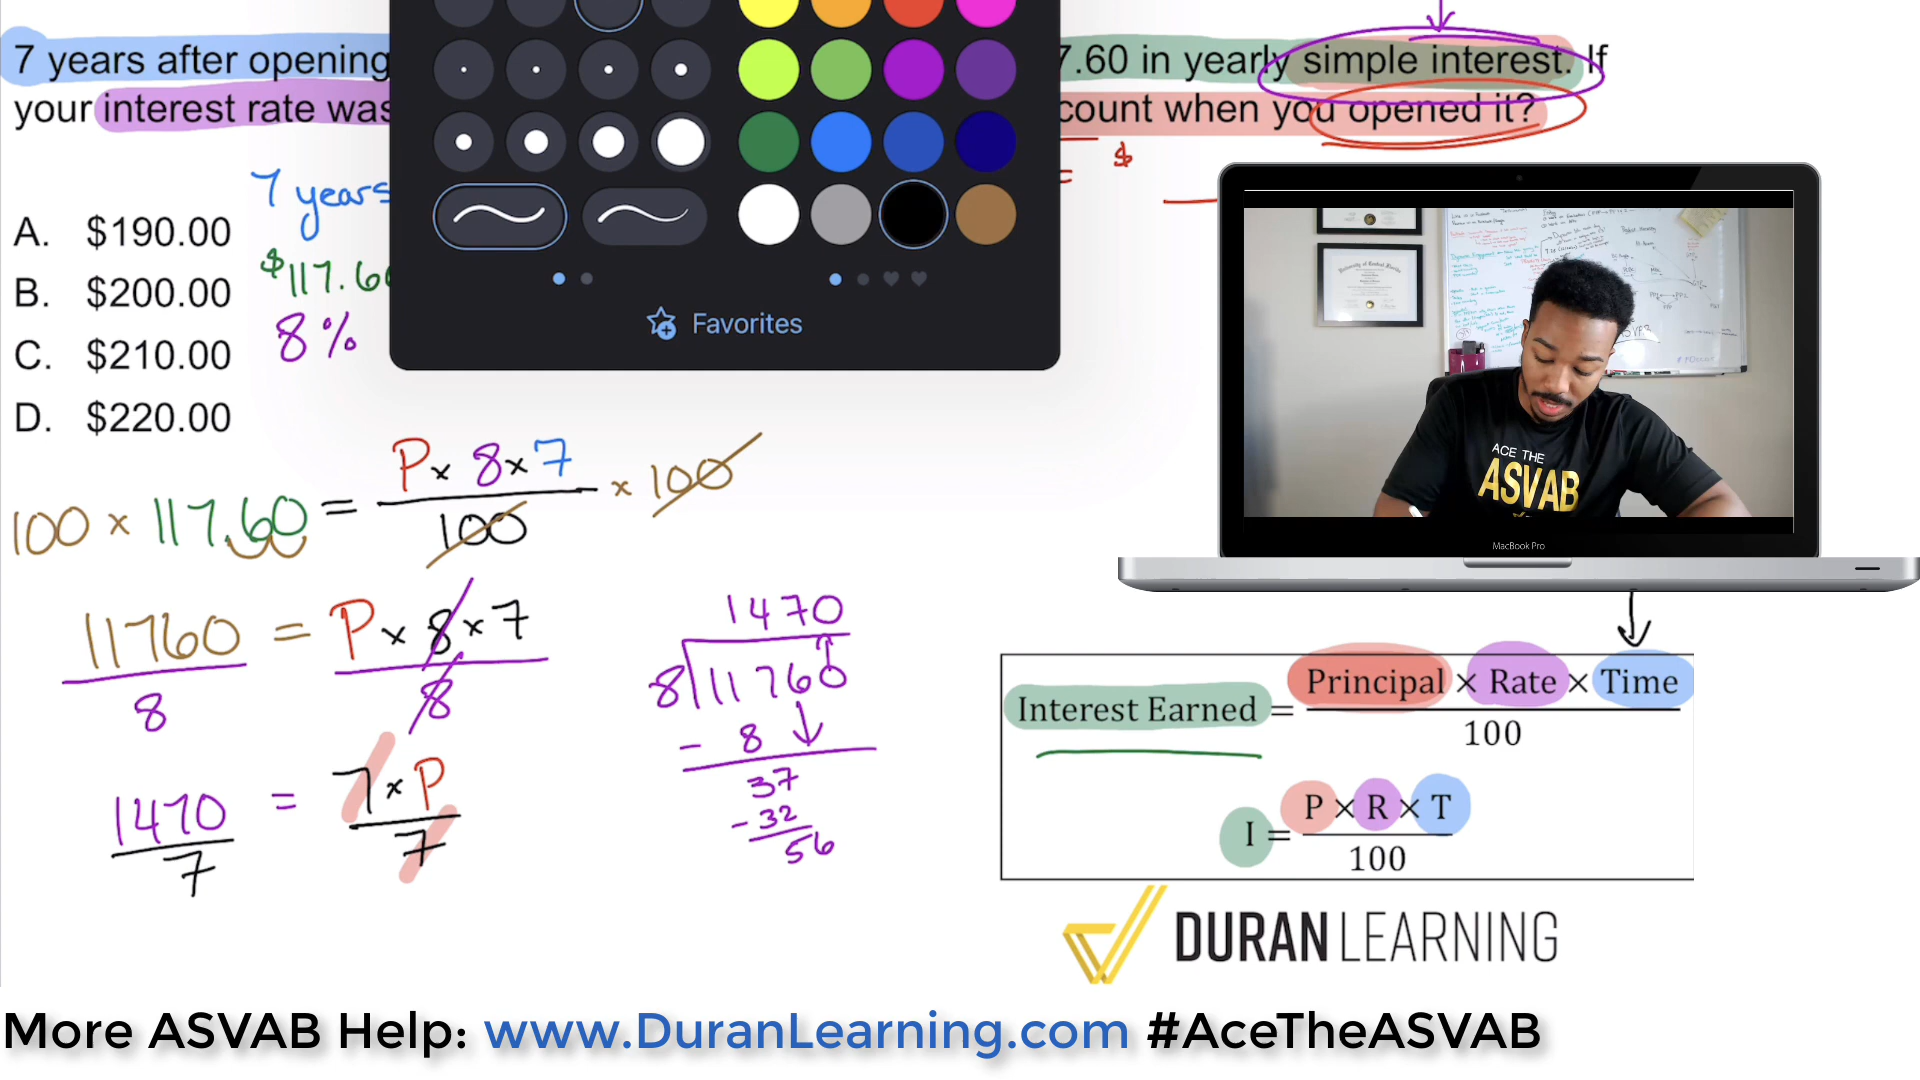 7 years after opening 7.60 in yearly simple interest. If
your interest rate was count when you opened it?
= $
7 years
A. $190.00
$117.60
B. $200.00
8%
C. $210.00
D. $220.00
Favorites
100 × 117.60 = P × 8 × 7 / 100 × 100
11760 / 8 = P × 8 × 7 / 8
1470 / 7 = 7 × P / 7
1470
8 11760
- 8
37
- 32
56
ACE THE
ASVAB
MacBook Pro
Interest Earned = Principal × Rate × Time / 100
I = P × R × T / 100
DURAN LEARNING
More ASVAB Help: www.DuranLearning.com #AceTheASVAB